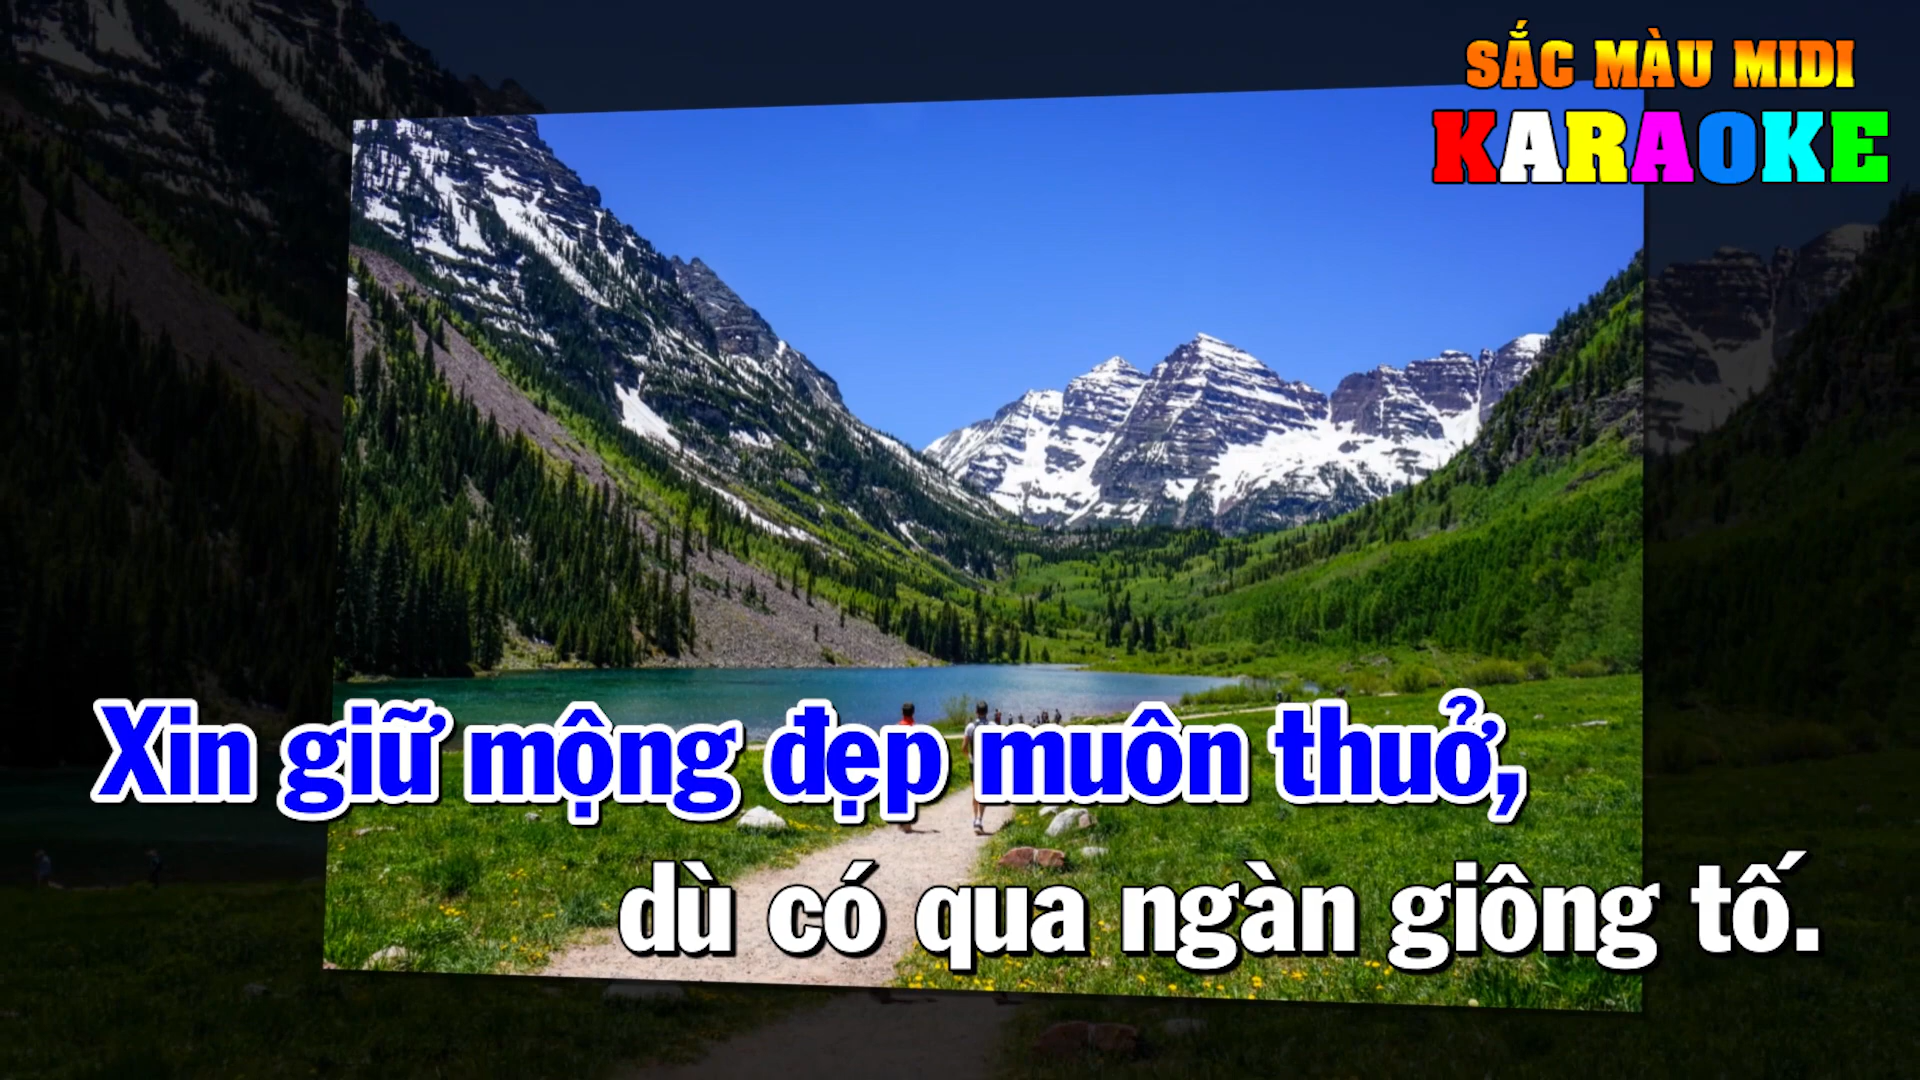 SẮC MÀU MIDI
KARAOKE
Xin giữ mộng đẹp muôn thuở,
dù có qua ngàn giông tố.